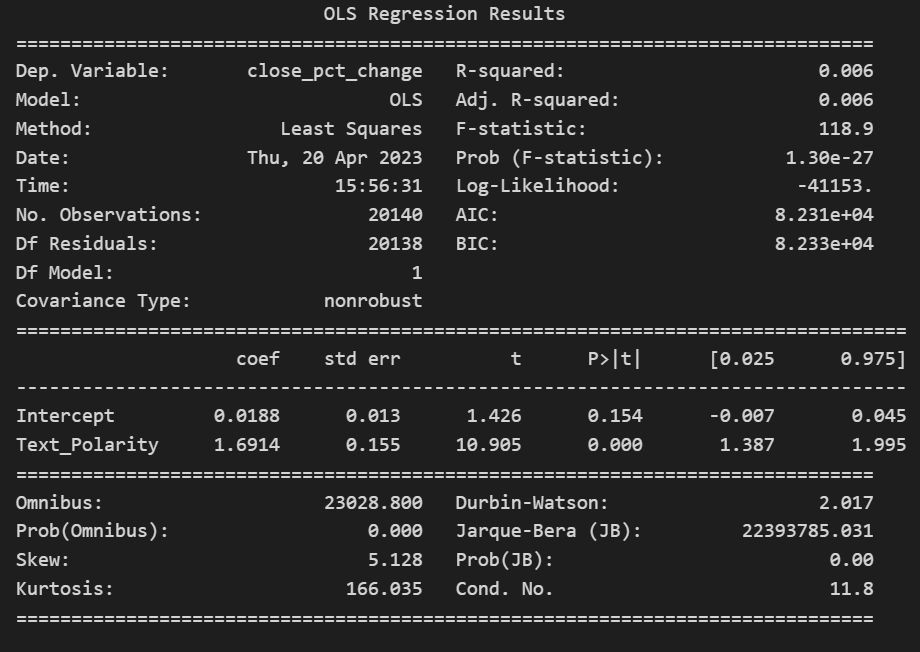 OLS Regression Results
==============================================================================
Dep. Variable: close_pct_change R-squared: 0.006
Model: OLS Adj. R-squared: 0.006
Method: Least Squares F-statistic: 118.9
Date: Thu, 20 Apr 2023 Prob (F-statistic): 1.30e-27
Time: 15:56:31 Log-Likelihood: -41153.
No. Observations: 20140 AIC: 8.231e+04
Df Residuals: 20138 BIC: 8.233e+04
Df Model: 1
Covariance Type: nonrobust
=================================================================================
coef std err t P>|t| [0.025 0.975]
---------------------------------------------------------------------------------
Intercept 0.0188 0.013 1.426 0.154 -0.007 0.045
Text_Polarity 1.6914 0.155 10.905 0.000 1.387 1.995
==============================================================================
Omnibus: 23028.800 Durbin-Watson: 2.017
Prob(Omnibus): 0.000 Jarque-Bera (JB): 22393785.031
Skew: 5.128 Prob(JB): 0.00
Kurtosis: 166.035 Cond. No. 11.8
==============================================================================